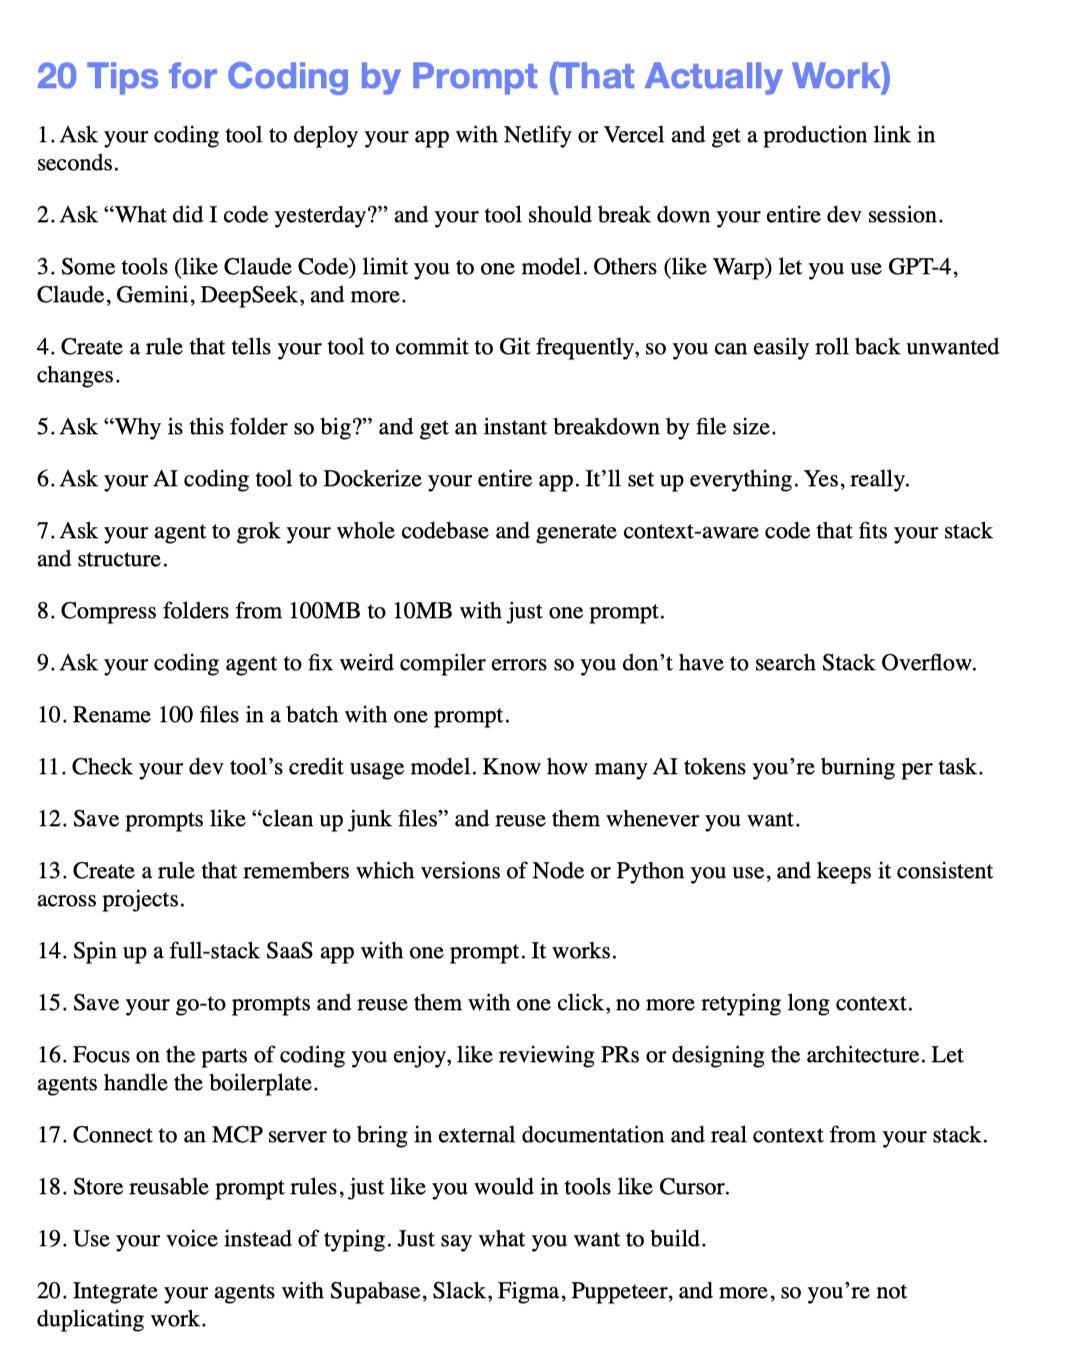 20 Tips for Coding by Prompt (That Actually Work)
1. Ask your coding tool to deploy your app with Netlify or Vercel and get a production link in
seconds.
2. Ask “What did I code yesterday?” and your tool should break down your entire dev session.
3. Some tools (like Claude Code) limit you to one model. Others (like Warp) let you use GPT-4,
Claude, Gemini, DeepSeek, and more.
4. Create a rule that tells your tool to commit to Git frequently, so you can easily roll back unwanted
changes.
5. Ask “Why is this folder so big?” and get an instant breakdown by file size.
6. Ask your AI coding tool to Dockerize your entire app. It’ll set up everything. Yes, really.
7. Ask your agent to grok your whole codebase and generate context-aware code that fits your stack
and structure.
8. Compress folders from 100MB to 10MB with just one prompt.
9. Ask your coding agent to fix weird compiler errors so you don’t have to search Stack Overflow.
10. Rename 100 files in a batch with one prompt.
11. Check your dev tool’s credit usage model. Know how many AI tokens you’re burning per task.
12. Save prompts like “clean up junk files” and reuse them whenever you want.
13. Create a rule that remembers which versions of Node or Python you use, and keeps it consistent
across projects.
14. Spin up a full-stack SaaS app with one prompt. It works.
15. Save your go-to prompts and reuse them with one click, no more retyping long context.
16. Focus on the parts of coding you enjoy, like reviewing PRs or designing the architecture. Let
agents handle the boilerplate.
17. Connect to an MCP server to bring in external documentation and real context from your stack.
18. Store reusable prompt rules, just like you would in tools like Cursor.
19. Use your voice instead of typing. Just say what you want to build.
20. Integrate your agents with Supabase, Slack, Figma, Puppeteer, and more, so you’re not
duplicating work.